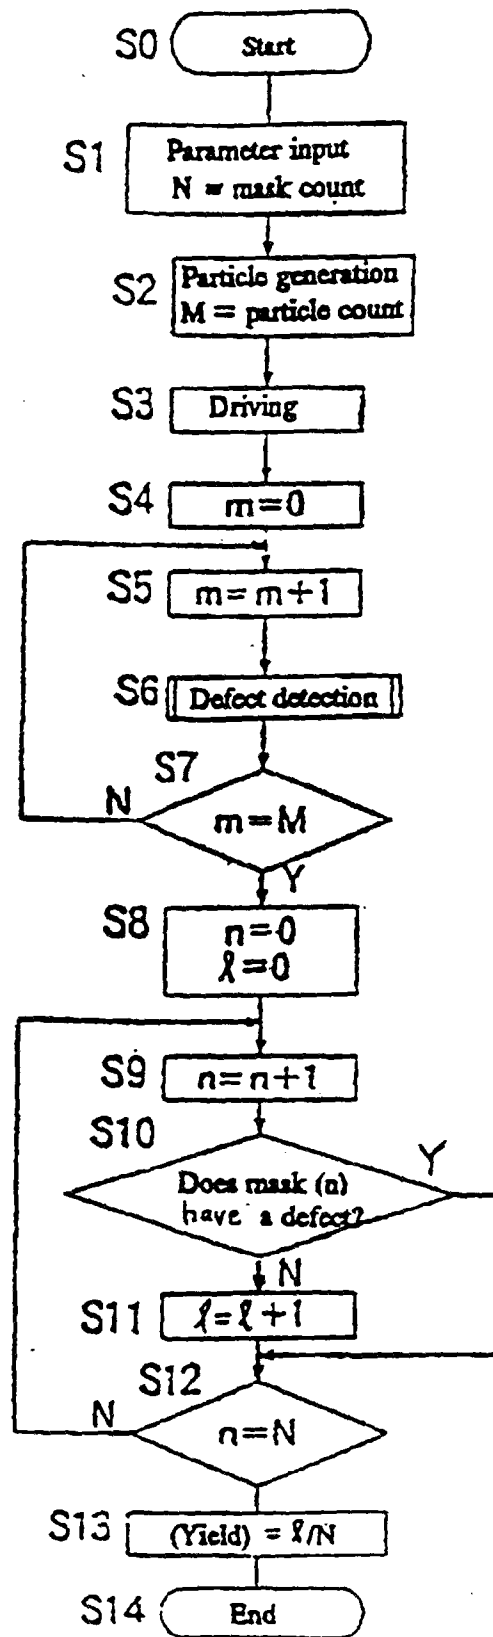 S0
Start
S1
Parameter input
N = mask count
S2
Particle generation
M = particle count
S3
Driving
S4
m=0
S5
m=m+1
S6
Defect detection
S7
N
m=M
Y
S8
n=0
ℓ=0
S9
n=n+1
S10
Y
Does mask (n)
have a defect?
N
S11
ℓ=ℓ+1
S12
N
n=N
S13
(Yield) = ℓ/N
S14
End